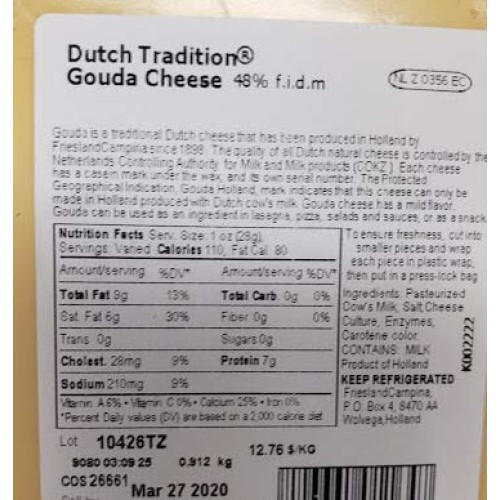 Dutch Tradition®
Gouda Cheese 48% f.i.d.m
NL Z 0356 EC
Gouda is a traditional Dutch cheese that has been produced in Holland by
FrieslandCampina since 1898. The quality of all Dutch natural cheese is controlled by the
Netherlands Controlling Authority for Milk and Milk products (COKZ). Each cheese
has a casein mark under the wax, and its own serial number. The Protected
Geographical Indication, Gouda Holland, mark indicates that this cheese can only be
made in Holland produced with Dutch cow's milk. Gouda cheese has a mild flavor.
Gouda can be used as an ingredient in lasagna, pizza, salads and sauces, or as a snack
Nutrition Facts Serv. Size: 1 oz (28g),
Servings: Varied Calories 110, Fat Cal. 80
Amount/serving %DV* Amount/serving %DV*
Total Fat 9g 13% Total Carb. 0g 0%
Sat. Fat 6g 30% Fiber 0g 0%
Trans 0g Sugars 0g
Cholest. 28mg 9% Protein 7g
Sodium 210mg 9%
Vitamin A 6% • Vitamin C 0% • Calcium 25% • Iron 0%
*Percent Daily values (DV) are based on a 2,000 calorie diet
To ensure freshness, cut into
smaller pieces and wrap
each piece in plastic wrap,
then put in a press-lock bag
Ingredients: Pasteurized
Cow's Milk, Salt, Cheese
Culture, Enzymes,
Carotene color.
CONTAINS: MILK
Product of Holland
KEEP REFRIGERATED
FrieslandCampina,
P.O. Box 4, 8470 AA
Wolvega, Holland
K002222
Lot 10426TZ
9080 03:09 25 0.912 kg
12.76 $/KG
COS 26661 Mar 27 2020